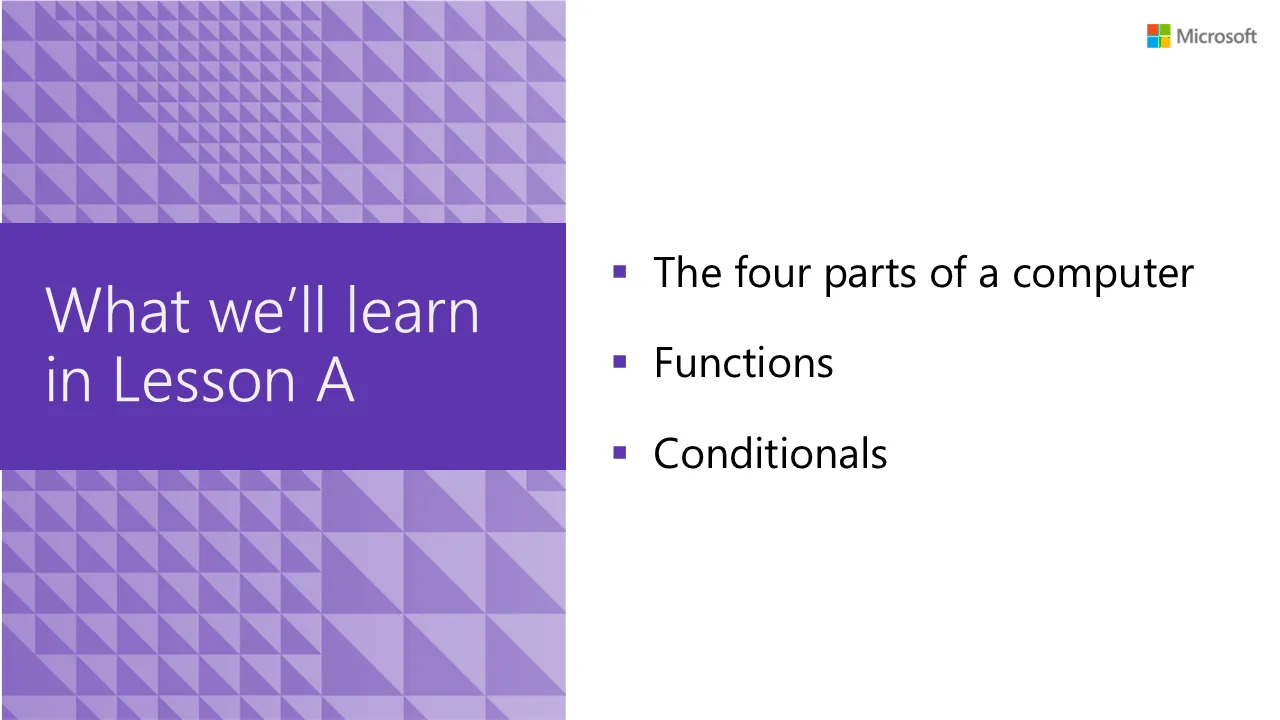 Microsoft
What we’ll learn
in Lesson A
▪ The four parts of a computer
▪ Functions
▪ Conditionals